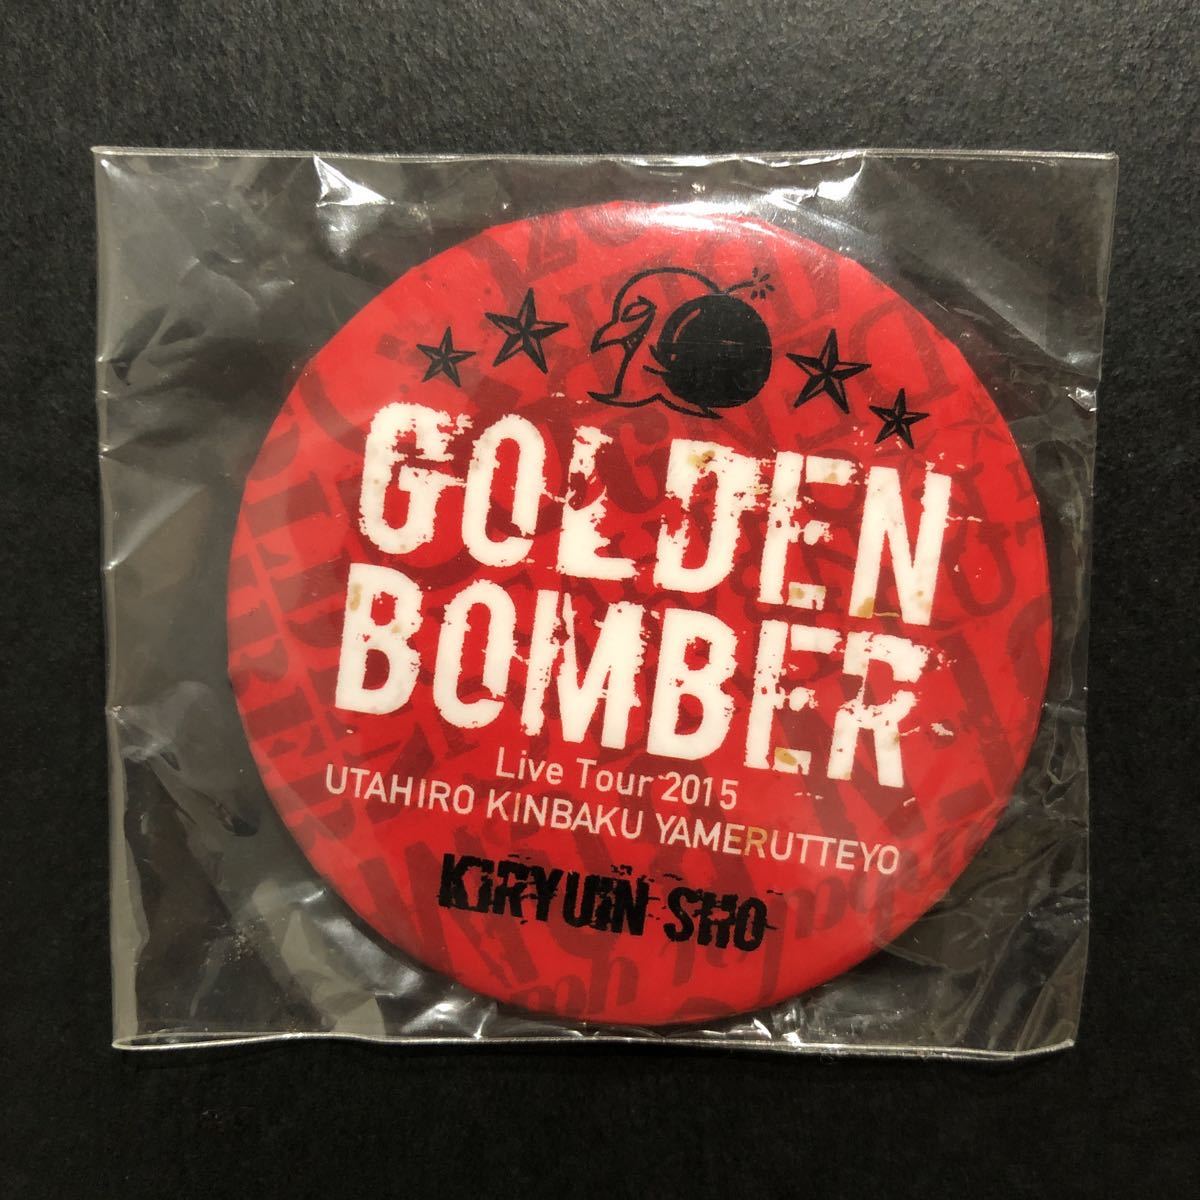 GOLDEN
BOMBER
Live Tour 2015
UTAHIRO KINBAKU YAMERUTTEYO
KIRYUIN SHO